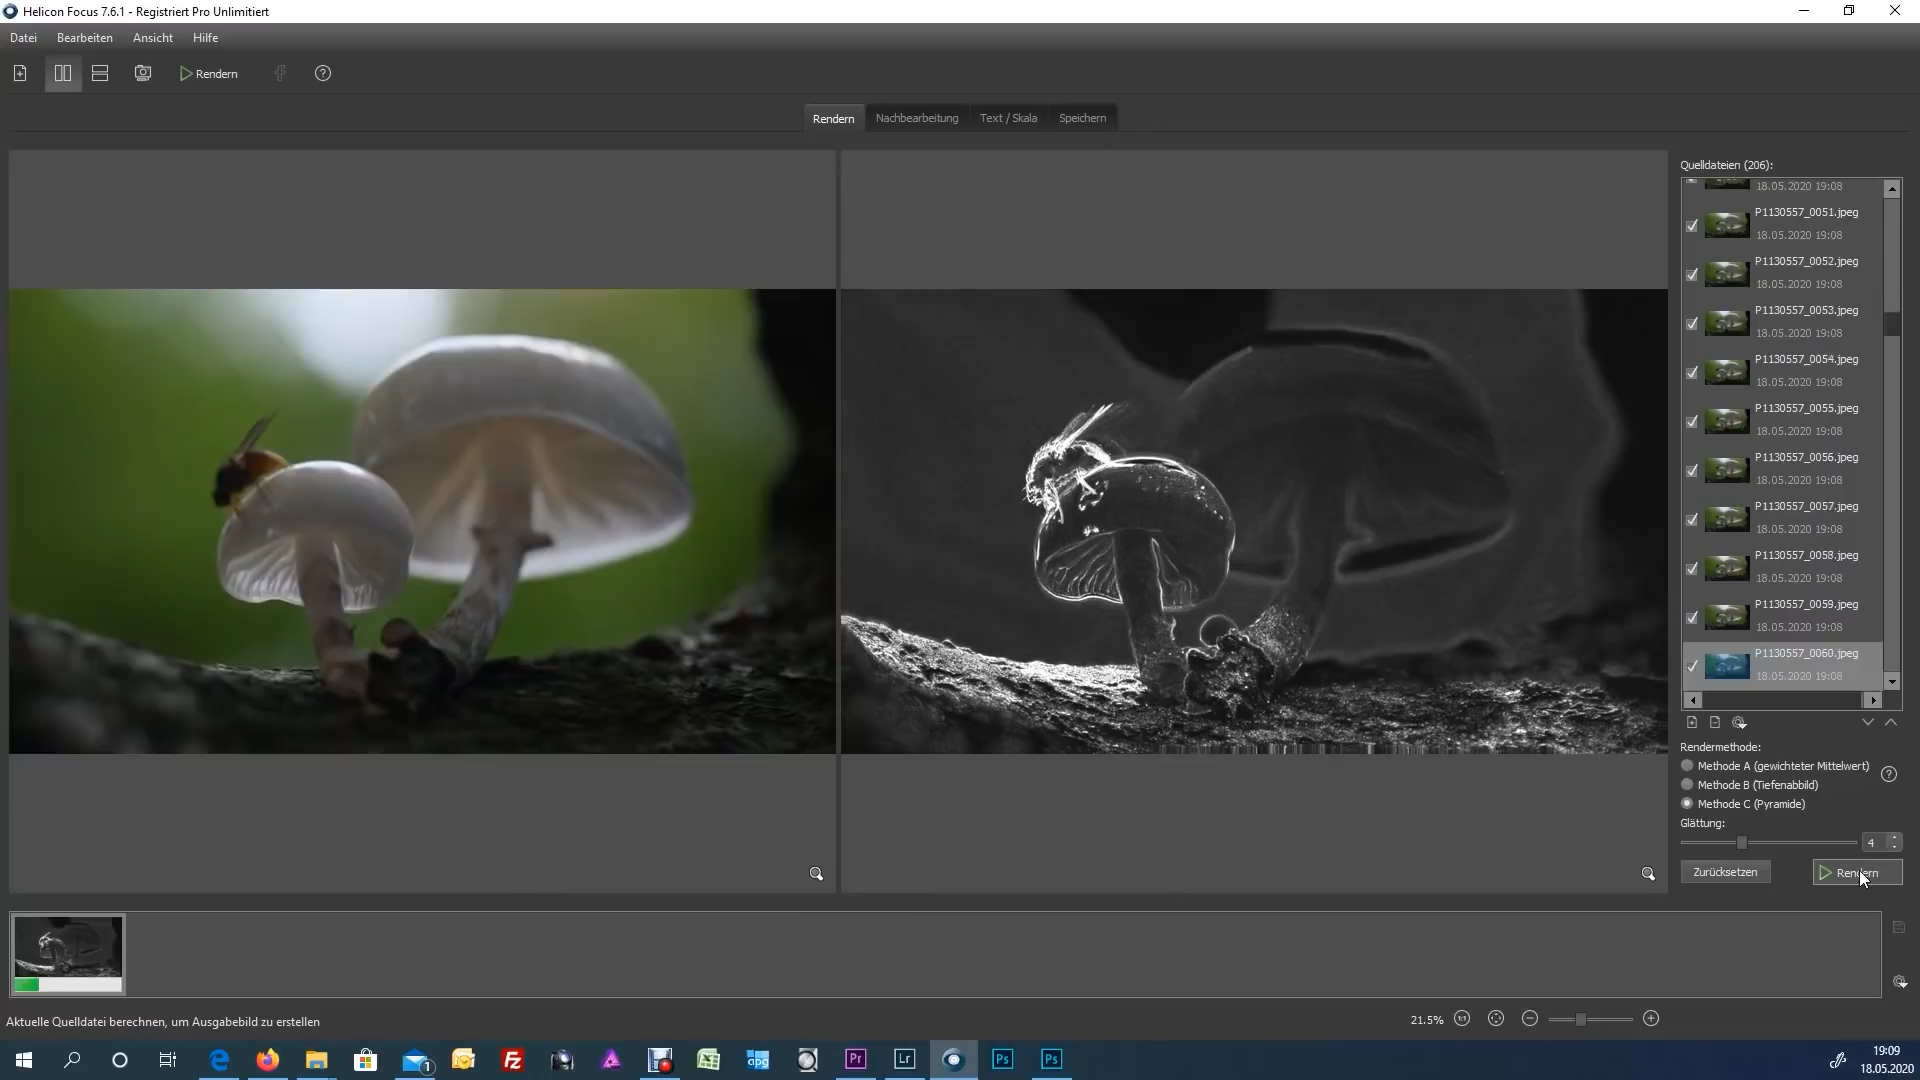 Helicon Focus 7.6.1 - Registriert Pro Unlimitiert
Datei Bearbeiten Ansicht Hilfe
Rendern
Rendern Nachbearbeitung Text / Skala Speichern
Quelldateien (206):
18.05.2020 19:08
P1130557_0051.jpeg
18.05.2020 19:08
P1130557_0052.jpeg
18.05.2020 19:08
P1130557_0053.jpeg
18.05.2020 19:08
P1130557_0054.jpeg
18.05.2020 19:08
P1130557_0055.jpeg
18.05.2020 19:08
P1130557_0056.jpeg
18.05.2020 19:08
P1130557_0057.jpeg
18.05.2020 19:08
P1130557_0058.jpeg
18.05.2020 19:08
P1130557_0059.jpeg
18.05.2020 19:08
P1130557_0060.jpeg
18.05.2020 19:08
Rendermethode:
Methode A (gewichteter Mittelwert)
Methode B (Tiefenabbild)
Methode C (Pyramide)
Glättung:
4
Zurücksetzen Rendern
Aktuelle Quelldatei berechnen, um Ausgabebild zu erstellen
21.5%
1 Fz Pr Lr Ps Ps
19:09
18.05.2020